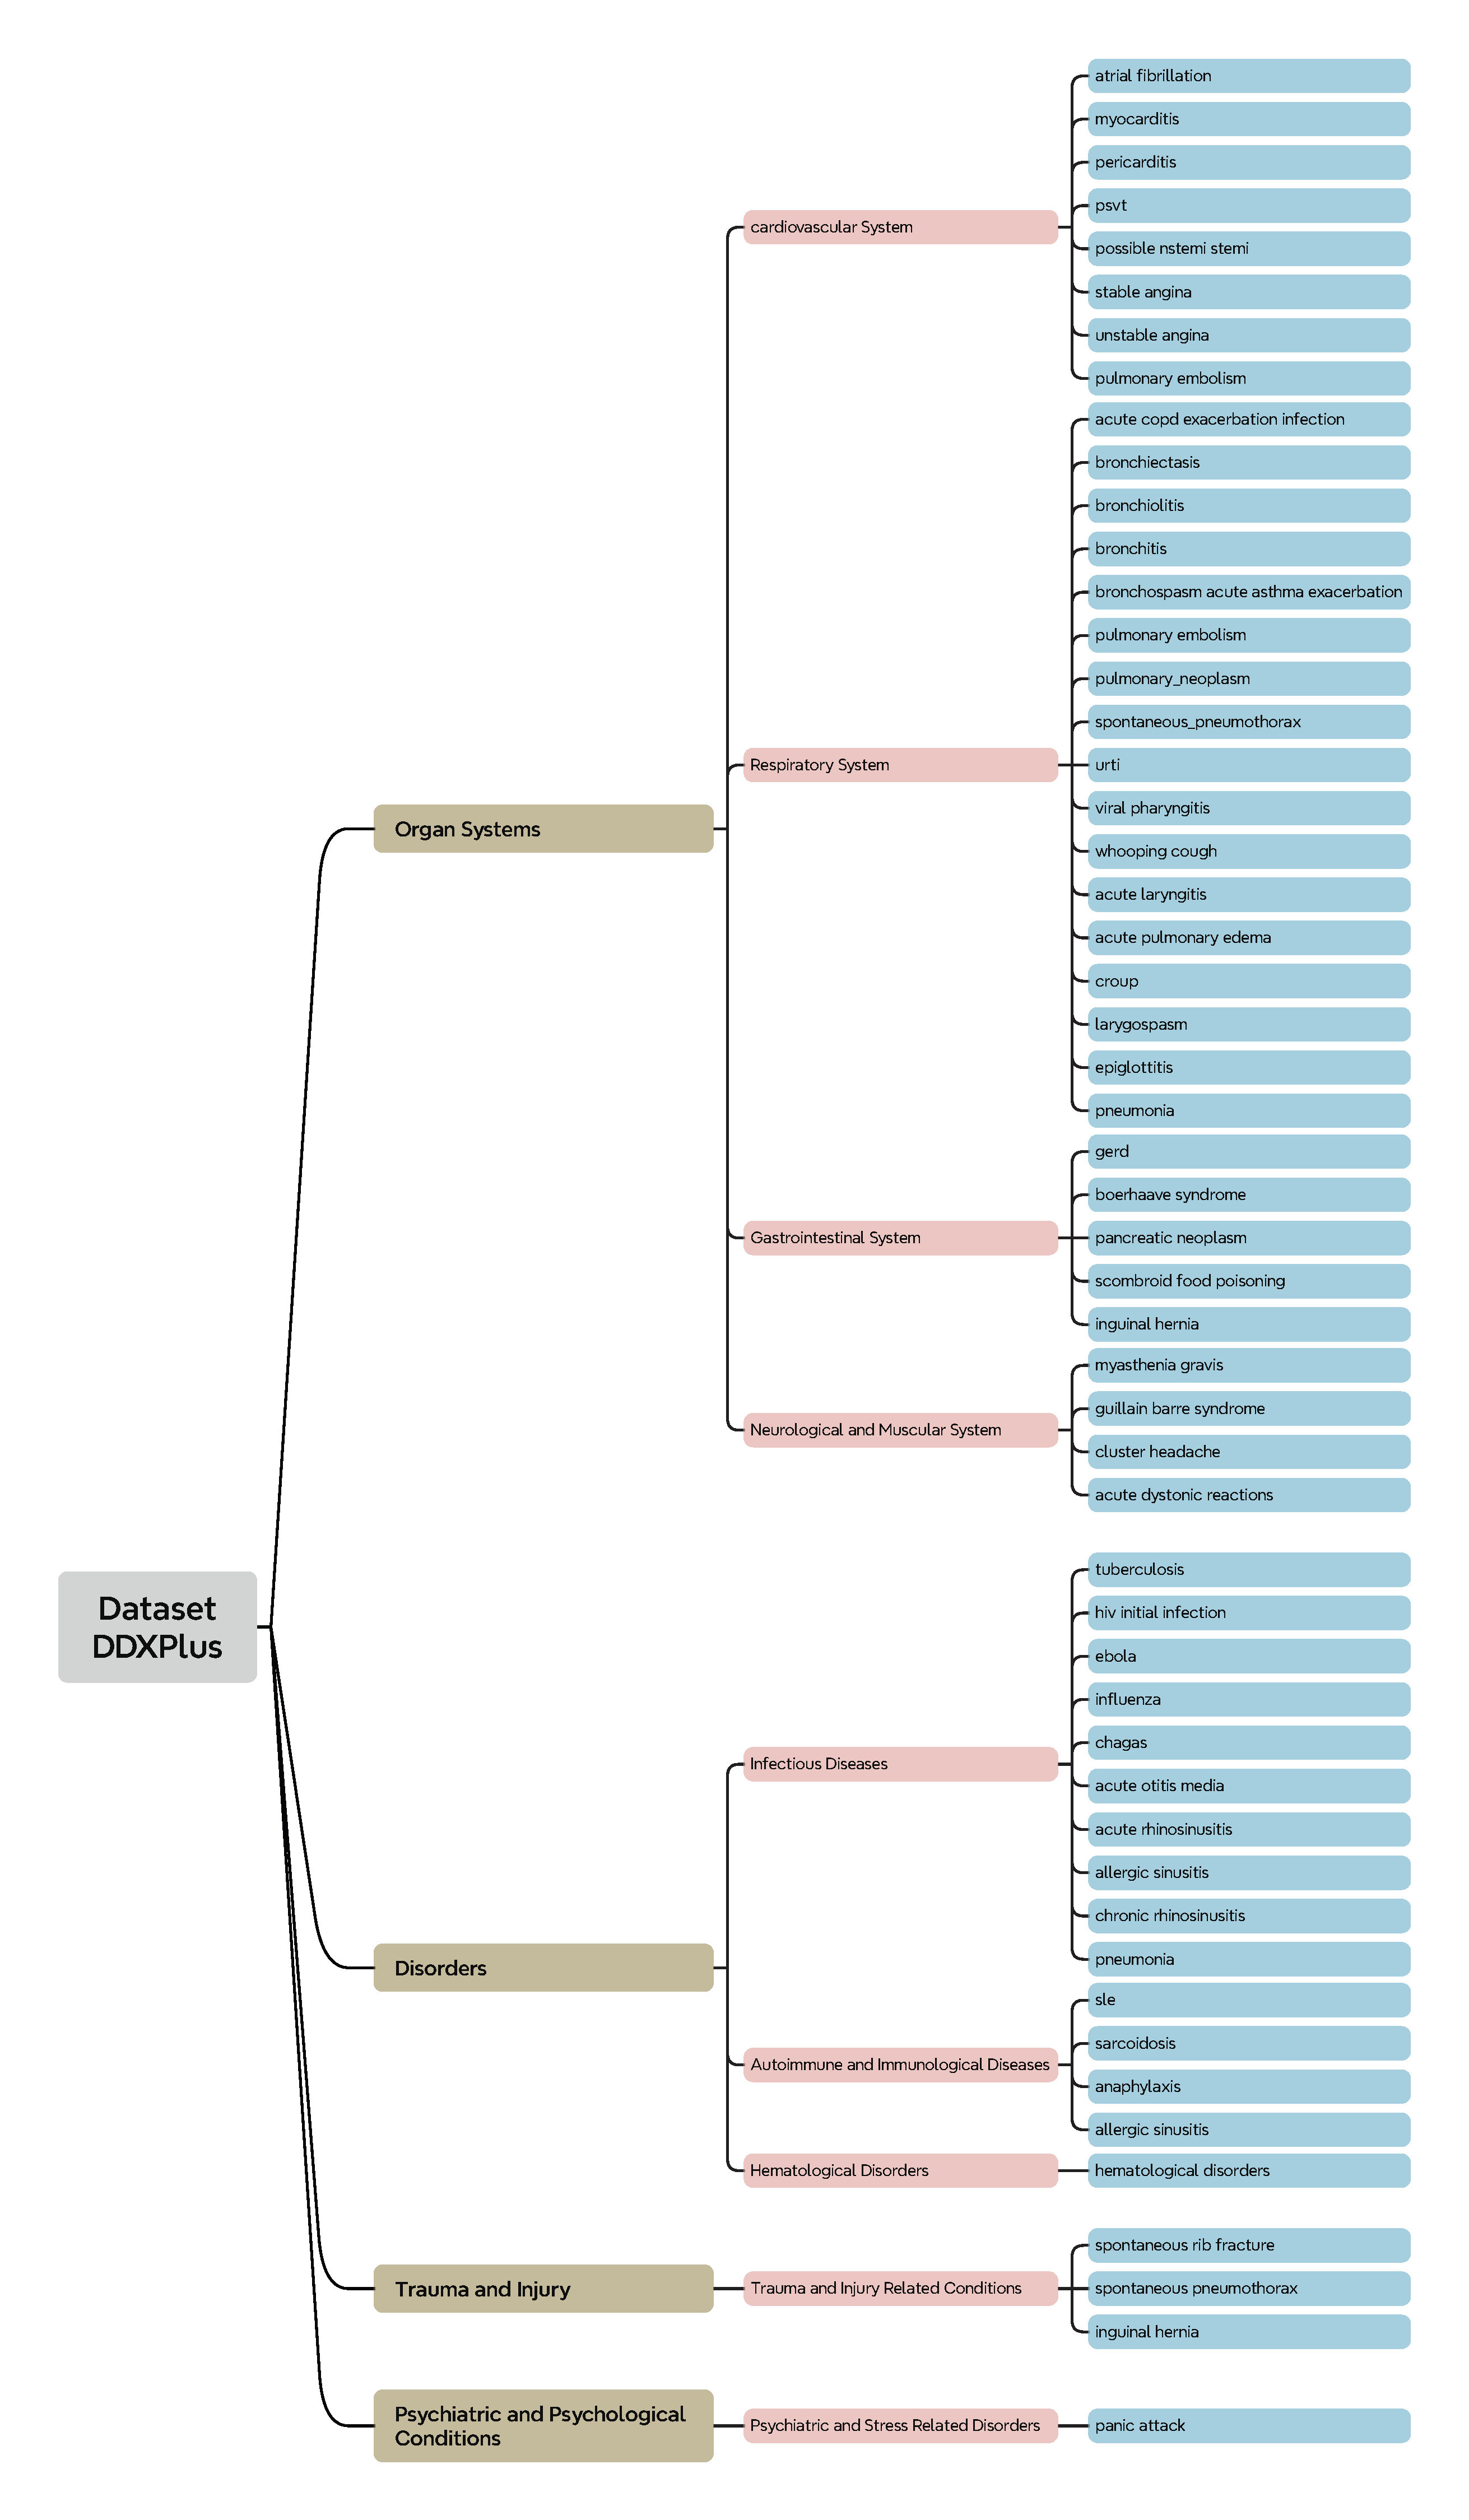 Dataset
DDXPlus
Organ Systems
cardiovascular System
atrial fibrillation
myocarditis
pericarditis
psvt
possible nstemi stemi
stable angina
unstable angina
pulmonary embolism
Respiratory System
acute copd exacerbation infection
bronchiectasis
bronchiolitis
bronchitis
bronchospasm acute asthma exacerbation
pulmonary embolism
pulmonary_neoplasm
spontaneous_pneumothorax
urti
viral pharyngitis
whooping cough
acute laryngitis
acute pulmonary edema
croup
larygospasm
epiglottitis
pneumonia
Gastrointestinal System
gerd
boerhaave syndrome
pancreatic neoplasm
scombroid food poisoning
inguinal hernia
Neurological and Muscular System
myasthenia gravis
guillain barre syndrome
cluster headache
acute dystonic reactions
Disorders
Infectious Diseases
tuberculosis
hiv initial infection
ebola
influenza
chagas
acute otitis media
acute rhinosinusitis
allergic sinusitis
chronic rhinosinusitis
pneumonia
Autoimmune and Immunological Diseases
sle
sarcoidosis
anaphylaxis
allergic sinusitis
Hematological Disorders
hematological disorders
Trauma and Injury
Trauma and Injury Related Conditions
spontaneous rib fracture
spontaneous pneumothorax
inguinal hernia
Psychiatric and Psychological
Conditions
Psychiatric and Stress Related Disorders
panic attack